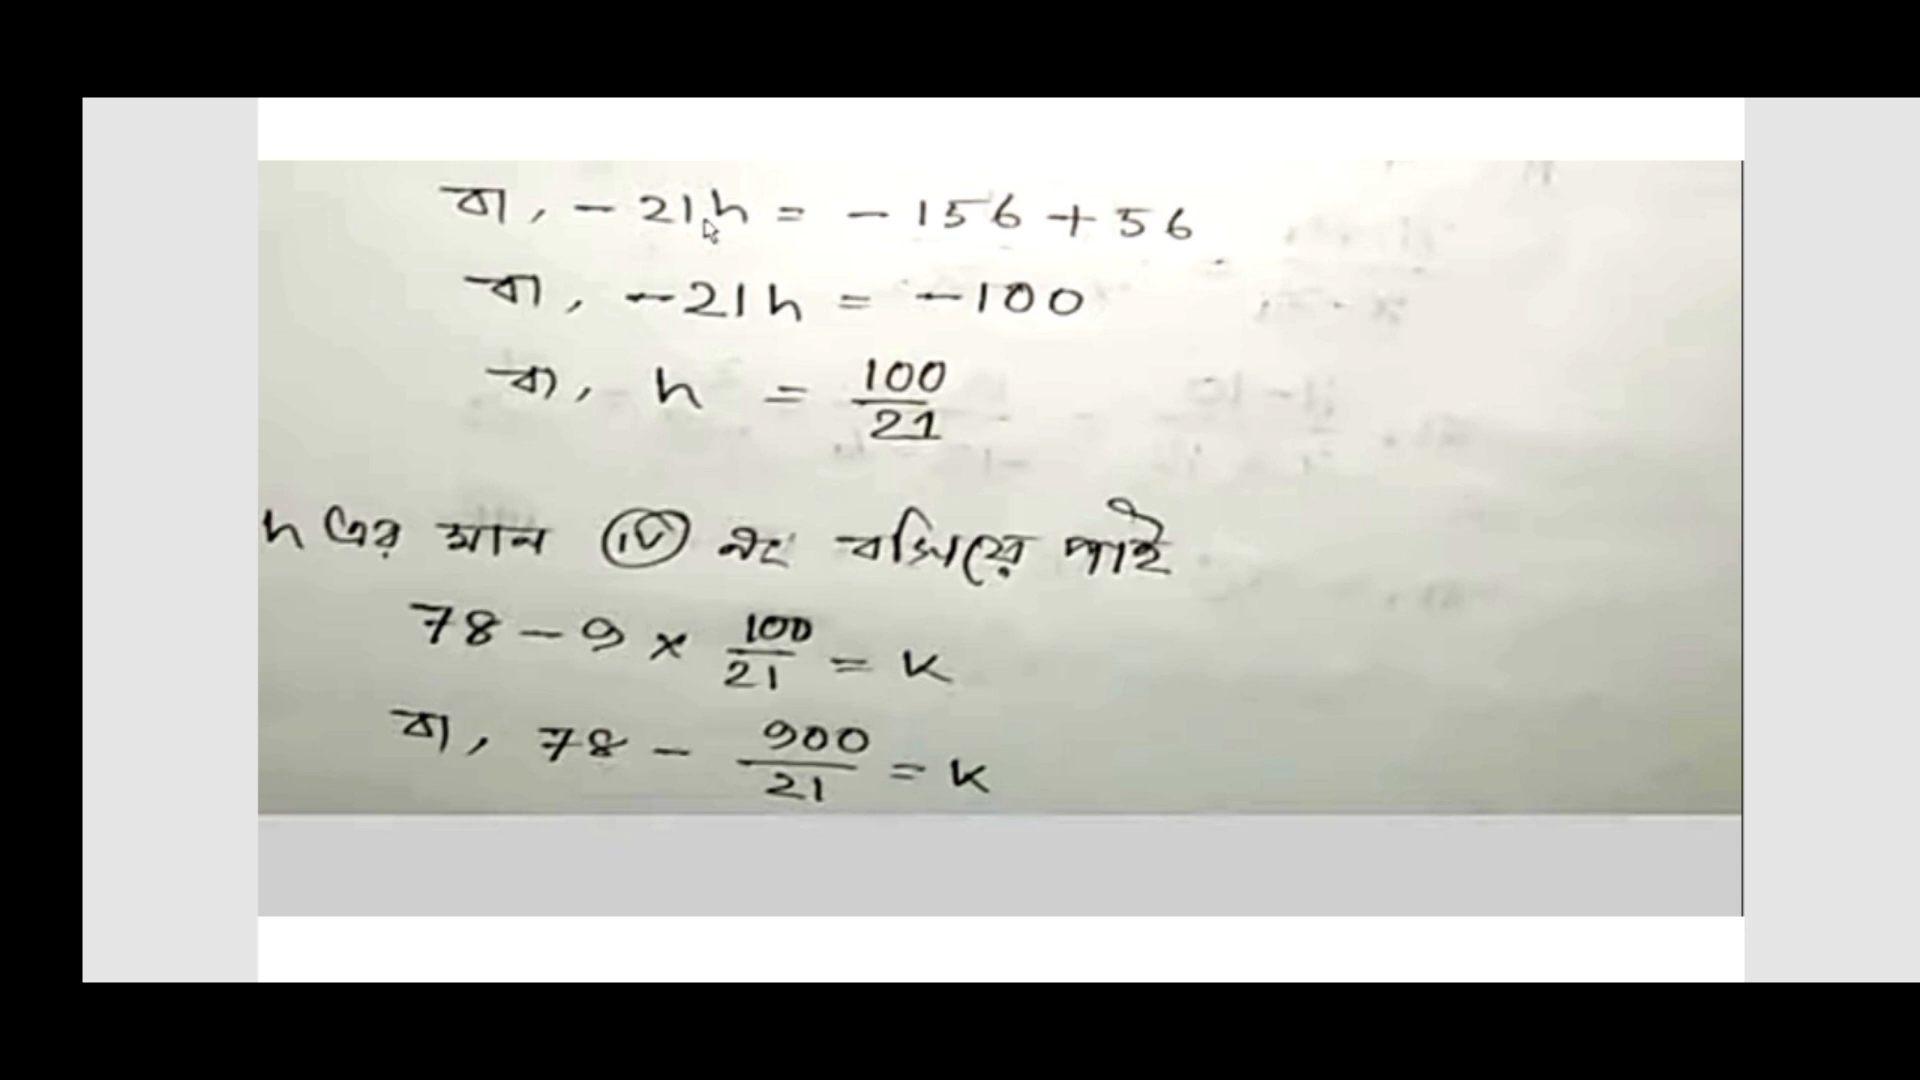 বা, - 21h = - 156 + 56
বা, - 21h = - 100
বা, h = 100/21
h এর মান (iv) নং বসিয়ে পাই
78 - 9 × 100/21 = k
বা, 78 - 900/21 = k